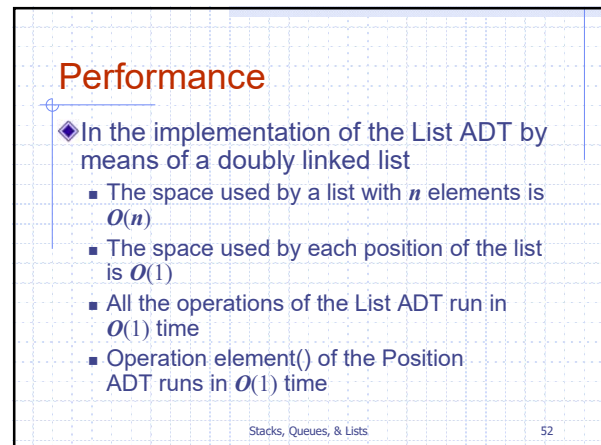 Performance
In the implementation of the List ADT by
means of a doubly linked list
The space used by a list with n elements is
O(n)
The space used by each position of the list
is O(1)
All the operations of the List ADT run in
O(1) time
Operation element() of the Position
ADT runs in O(1) time
Stacks, Queues, & Lists 52